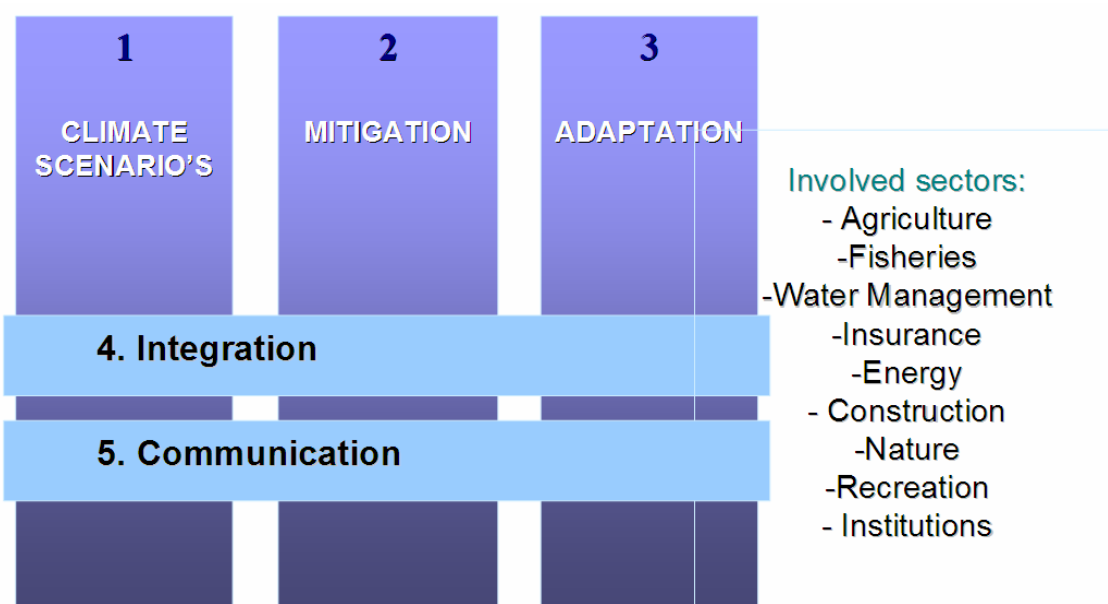 1
CLIMATE
SCENARIO’S
2
MITIGATION
3
ADAPTATION
4. Integration
5. Communication
Involved sectors:
- Agriculture
-Fisheries
-Water Management
-Insurance
-Energy
- Construction
-Nature
-Recreation
- Institutions